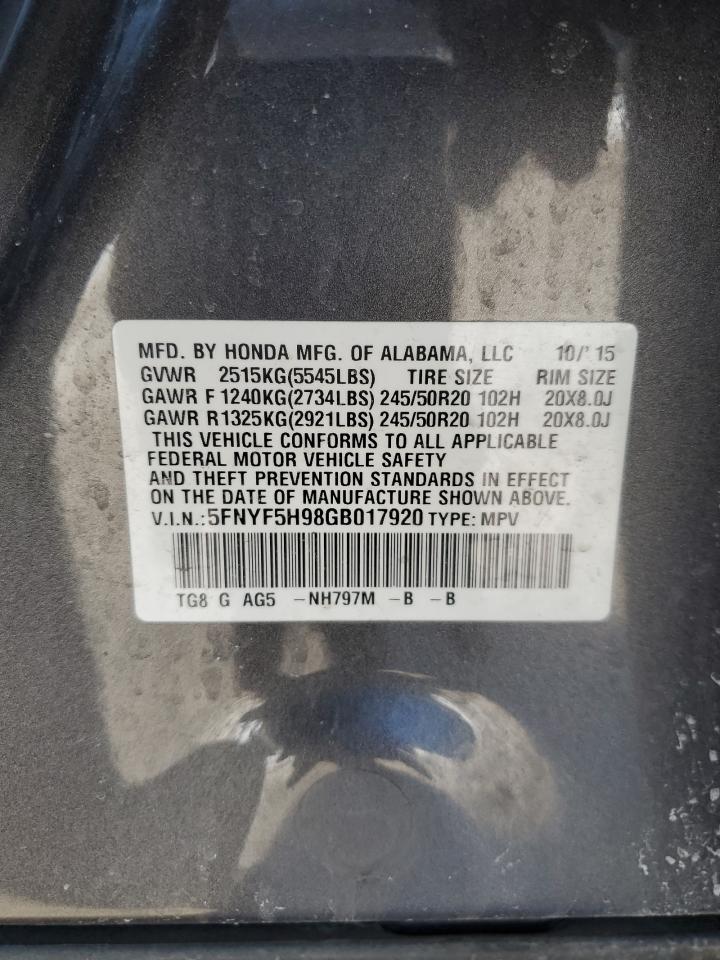 MFD. BY HONDA MFG. OF ALABAMA, LLC 10/'15
GVWR 2515KG(5545LBS) TIRE SIZE RIM SIZE
GAWR F 1240KG(2734LBS) 245/50R20 102H 20X8.0J
GAWR R1325KG(2921LBS) 245/50R20 102H 20X8.0J
THIS VEHICLE CONFORMS TO ALL APPLICABLE
FEDERAL MOTOR VEHICLE SAFETY
AND THEFT PREVENTION STANDARDS IN EFFECT
ON THE DATE OF MANUFACTURE SHOWN ABOVE.
V.I.N.:5FNYF5H98GB017920 TYPE: MPV
TG8 G AG5 -NH797M -B -B